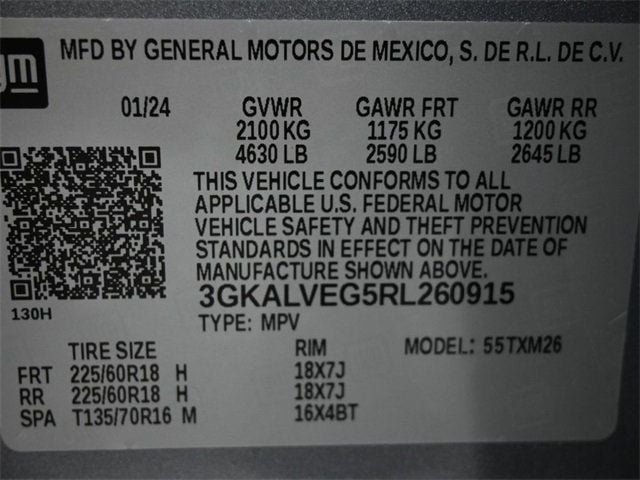 gm
MFD BY GENERAL MOTORS DE MEXICO, S. DE R.L. DE C.V.
01/24 GVWR GAWR FRT GAWR RR
2100 KG 1175 KG 1200 KG
4630 LB 2590 LB 2645 LB
THIS VEHICLE CONFORMS TO ALL
APPLICABLE U.S. FEDERAL MOTOR
VEHICLE SAFETY AND THEFT PREVENTION
STANDARDS IN EFFECT ON THE DATE OF
MANUFACTURE SHOWN ABOVE.
3GKALVEG5RL260915
130H
TYPE: MPV
TIRE SIZE RIM MODEL: 55TXM26
FRT 225/60R18 H 18X7J
RR 225/60R18 H 18X7J
SPA T135/70R16 M 16X4BT